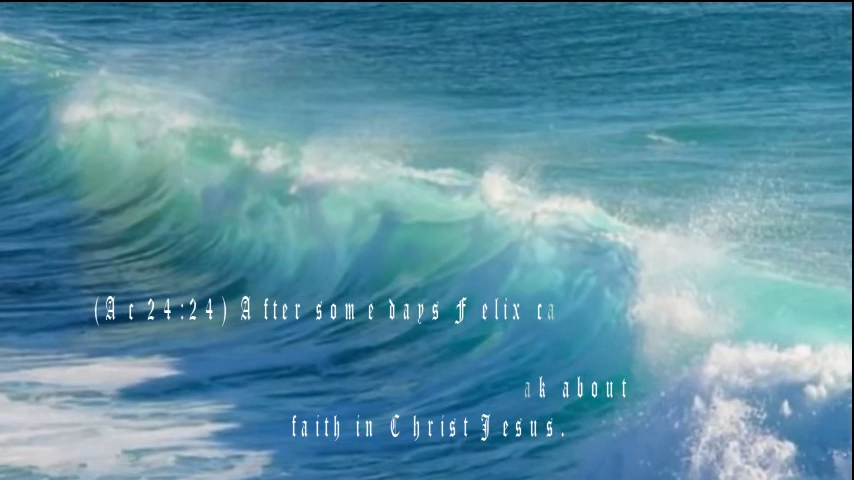 (Ac 24:24) After some days Felix ca
ak about
faith in Christ Jesus.